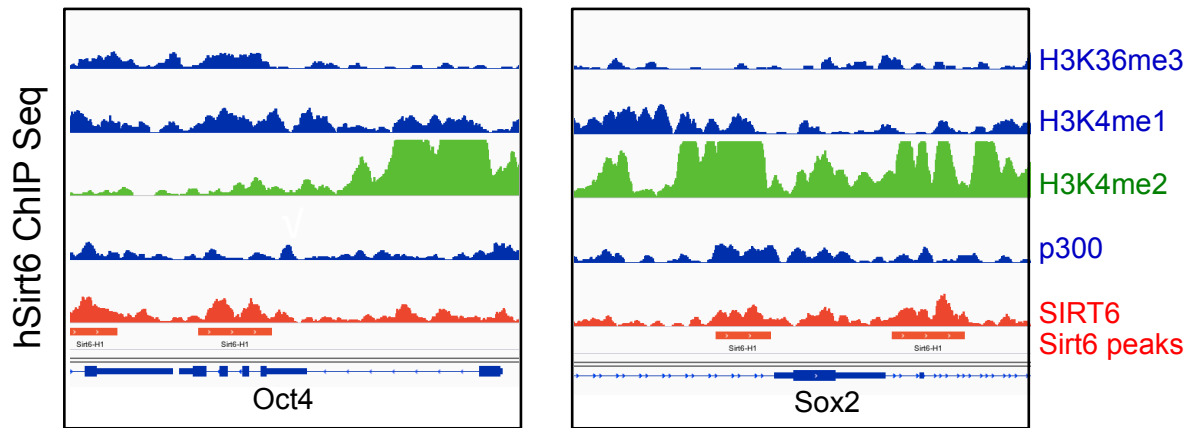 hSirt6 ChIP Seq
H3K36me3
H3K4me1
H3K4me2
√
p300
SIRT6
Sirt6 peaks
Sirt6-H1
Sirt6-H1
Sirt6-H1
Sirt6-H1
Oct4
Sox2